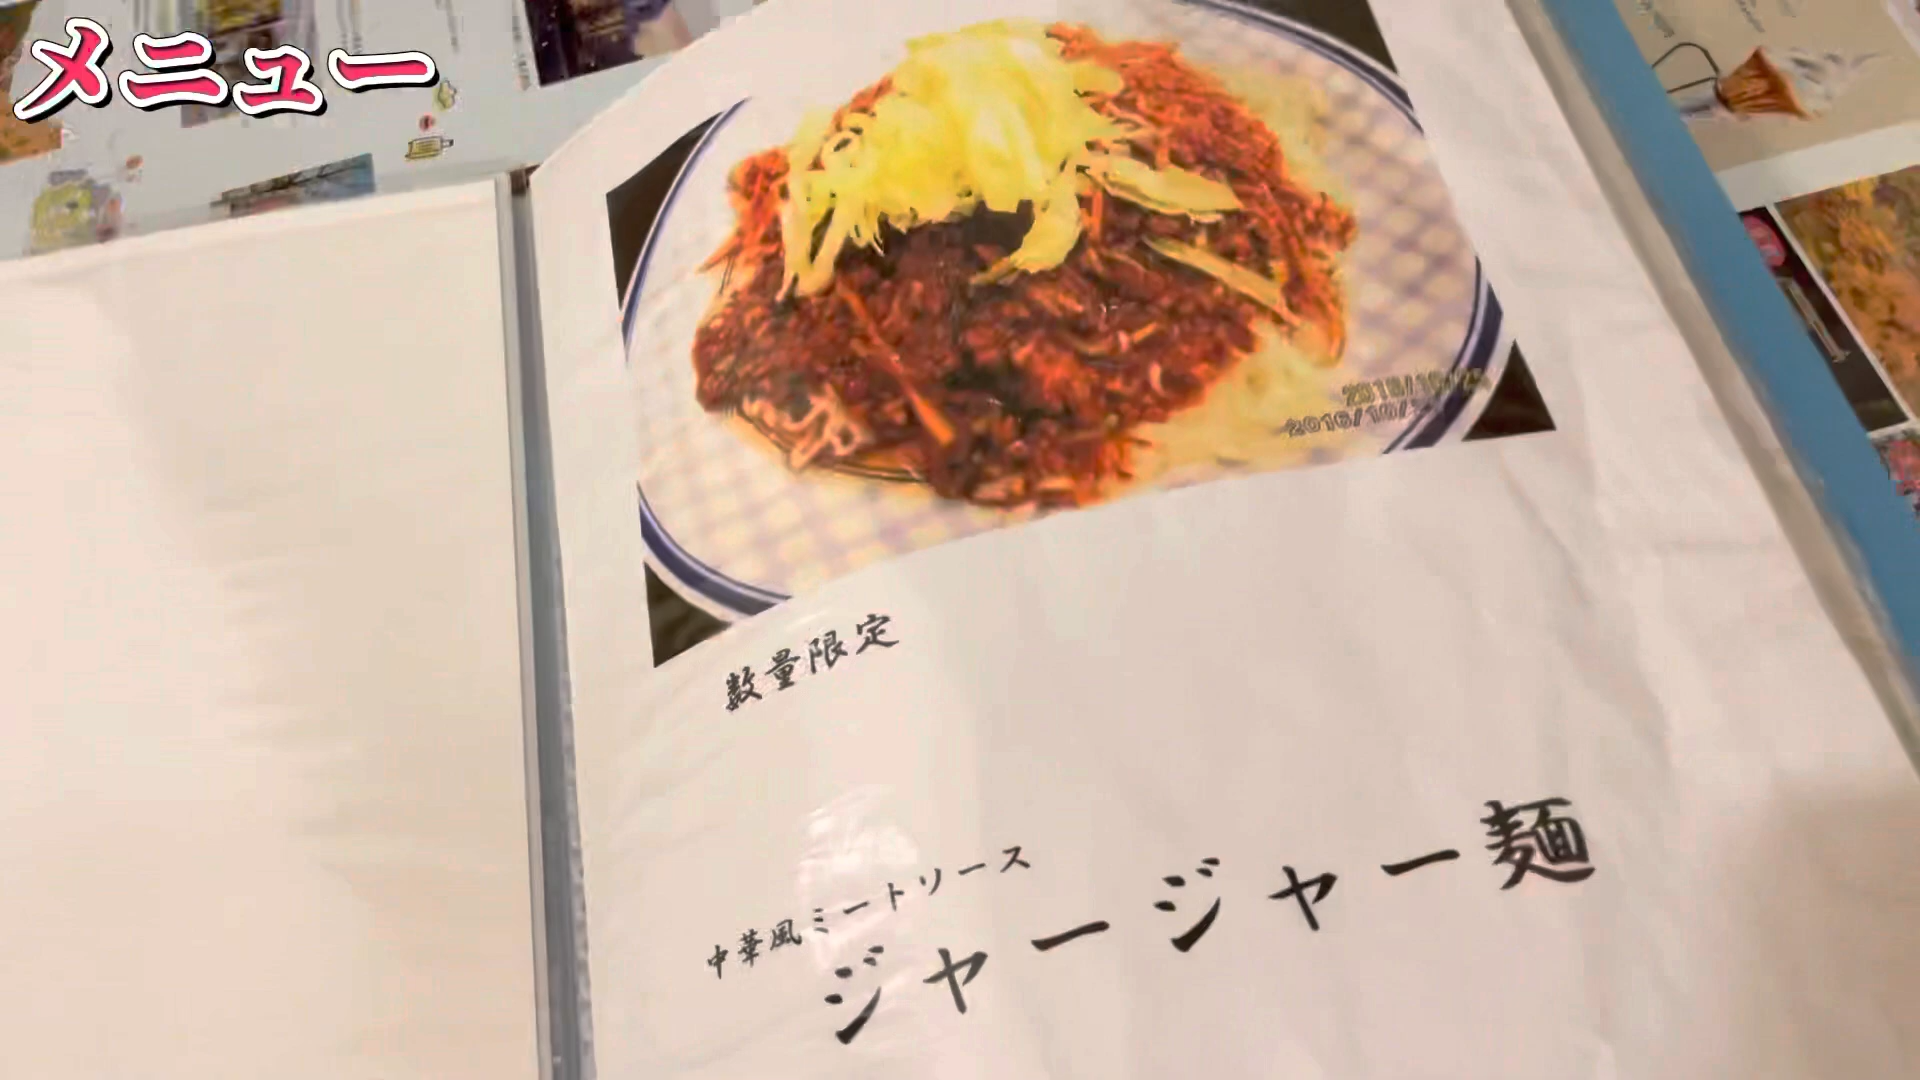 メニュー
数量限定
中華風ミートソース
ジャージャー麺